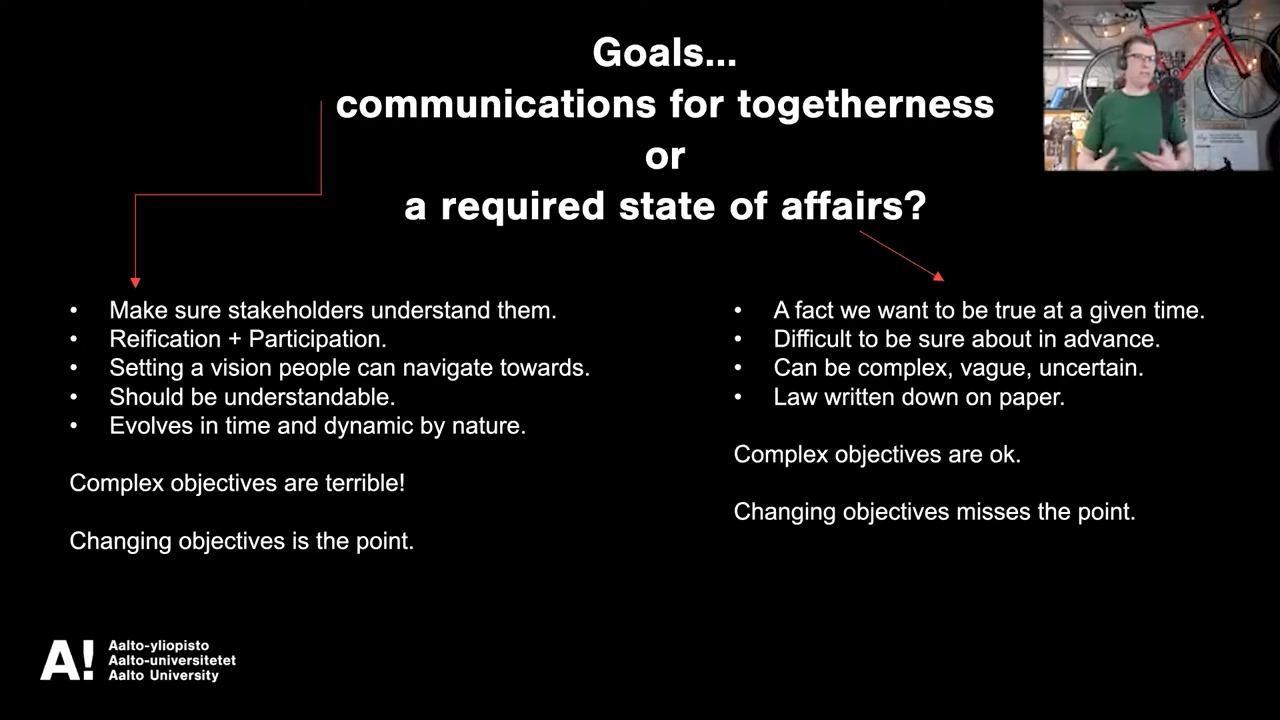 Goals...
communications for togetherness
or
a required state of affairs?
• Make sure stakeholders understand them.
• Reification + Participation.
• Setting a vision people can navigate towards.
• Should be understandable.
• Evolves in time and dynamic by nature.
Complex objectives are terrible!
Changing objectives is the point.
• A fact we want to be true at a given time.
• Difficult to be sure about in advance.
• Can be complex, vague, uncertain.
• Law written down on paper.
Complex objectives are ok.
Changing objectives misses the point.
A!
Aalto-yliopisto
Aalto-universitetet
Aalto University